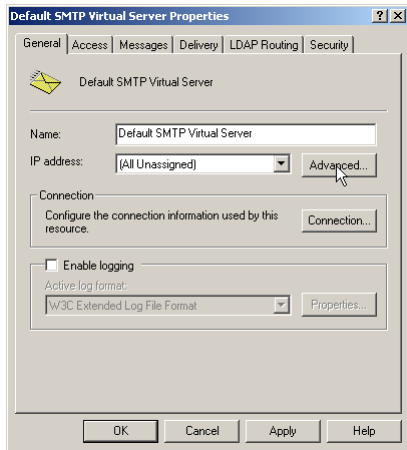 Default SMTP Virtual Server Properties
General Access Messages Delivery LDAP Routing Security
Default SMTP Virtual Server
Name: Default SMTP Virtual Server
IP address: (All Unassigned) Advanced...
Connection
Configure the connection information used by this
resource. Connection...
Enable logging
Active log format:
W3C Extended Log File Format Properties...
OK Cancel Apply Help